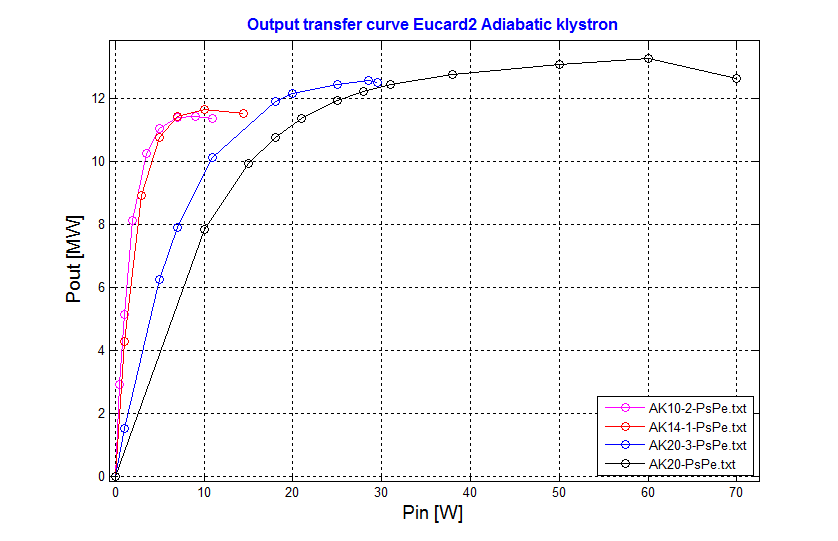 Output transfer curve Eucard2 Adiabatic klystron
Pout [MW]
12
10
8
6
4
2
0
0 10 20 30 40 50 60 70
Pin [W]
AK10-2-PsPe.txt
AK14-1-PsPe.txt
AK20-3-PsPe.txt
AK20-PsPe.txt